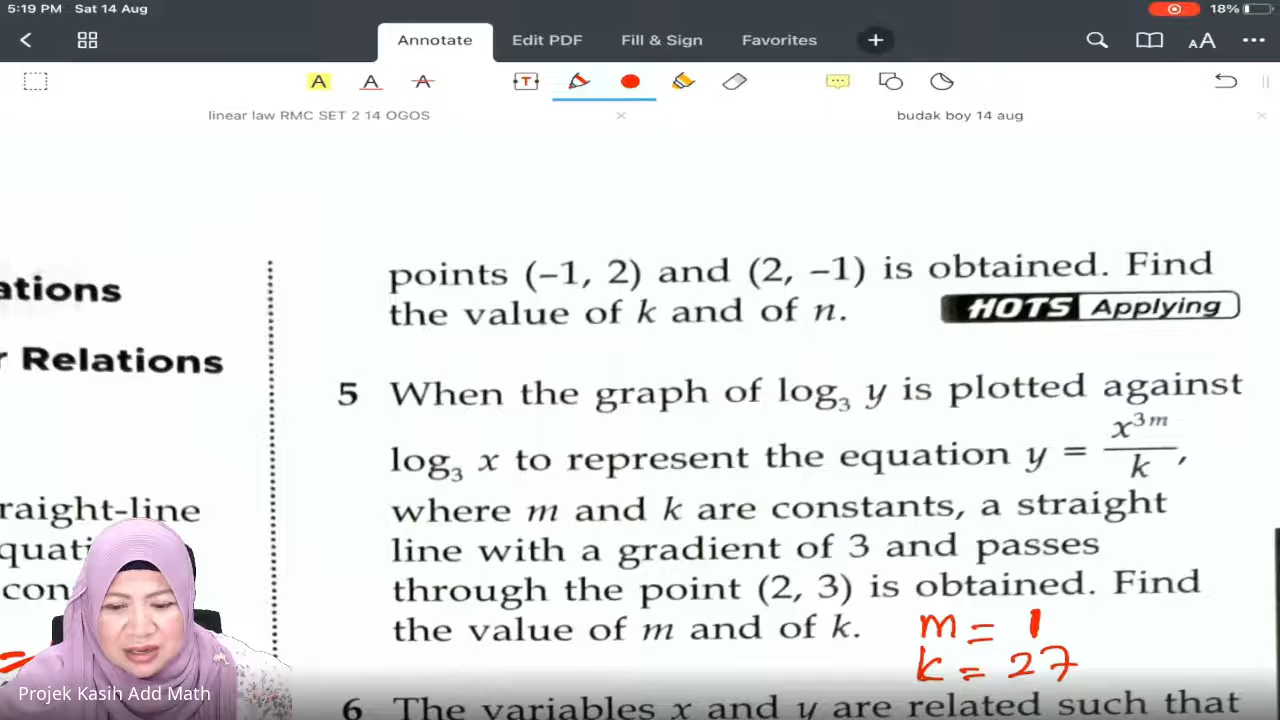 5:19 PM Sat 14 Aug
18%
Annotate
Edit PDF
Fill & Sign
Favorites
linear law RMC SET 2 14 OGOS
budak boy 14 aug
ations
r Relations
raight-line
quati
con
points (–1, 2) and (2, –1) is obtained. Find
the value of k and of n.
HOTS Applying
5 When the graph of log₃ y is plotted against
log₃ x to represent the equation y = x³ᵐ/k,
where m and k are constants, a straight
line with a gradient of 3 and passes
through the point (2, 3) is obtained. Find
the value of m and of k.
m = 1
k = 27
6 The variables x and y are related such that
Projek Kasih Add Math